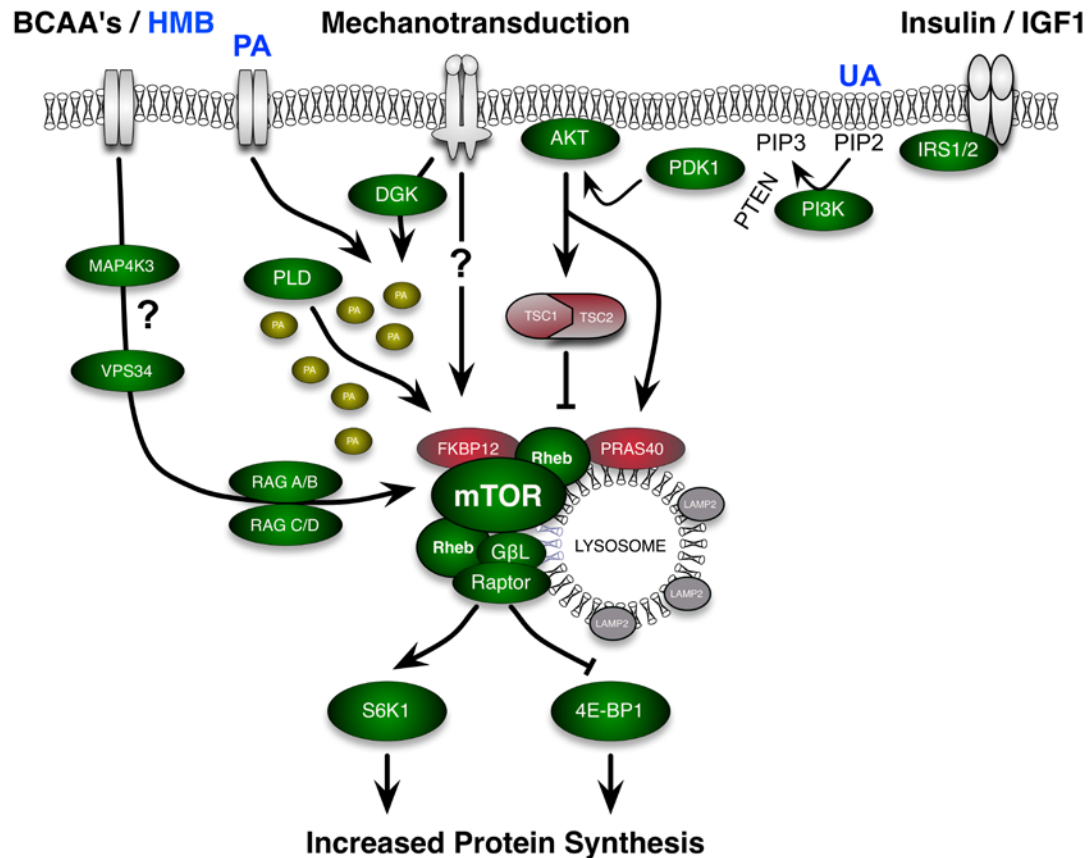 BCAA's / HMB
Mechanotransduction
Insulin / IGF1
PA
UA
AKT
PIP3
PIP2
IRS1/2
PDK1
DGK
PTEN
PI3K
MAP4K3
PLD
?
?
PA
PA
PA
PA
TSC1
TSC2
VPS34
PA
PA
PA
FKBP12
Rheb
PRAS40
RAG A/B
mTOR
LAMP2
RAG C/D
Rheb
GβL
LYSOSOME
Raptor
LAMP2
LAMP2
S6K1
4E-BP1
Increased Protein Synthesis